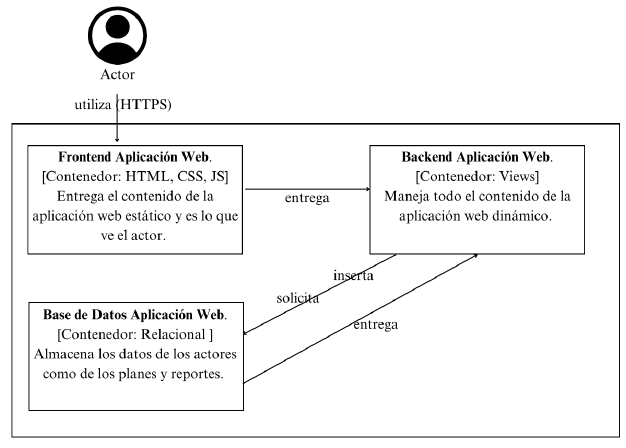 Actor
utiliza (HTTPS)
Frontend Aplicación Web.
[Contenedor: HTML, CSS, JS]
Entrega el contenido de la
aplicación web estático y es lo que
ve el actor.
entrega
Backend Aplicación Web.
[Contenedor: Views]
Maneja todo el contenido de la
aplicación web dinámico.
inserta
solicita
entrega
Base de Datos Aplicación Web.
[Contenedor: Relacional ]
Almacena los datos de los actores
como de los planes y reportes.